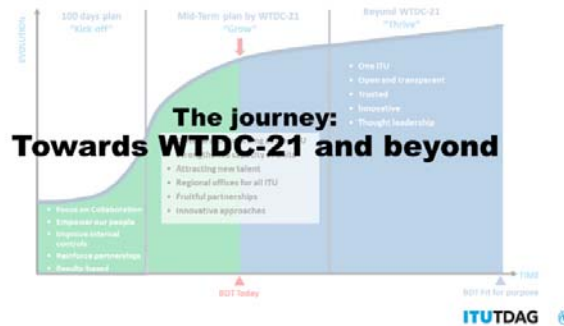 100 days plan
"Kick off"
Mid-Term plan by WTDC-21
"Grow"
Beyond WTDC-21
"Thrive"
EVOLUTION
• One ITU
• Open and transparent
• Trusted
• Innovative
• Thought leadership
The journey:
Towards WTDC-21 and beyond
• Attracting new talent
• Regional offices for all ITU
• Fruitful partnerships
• Innovative approaches
• Focus on Collaboration
• Empower our people
• Improve internal
controls
• Reinforce partnerships
• Results-based
TIME
BDT Today
BDT Fit for purpose
ITUTDAG